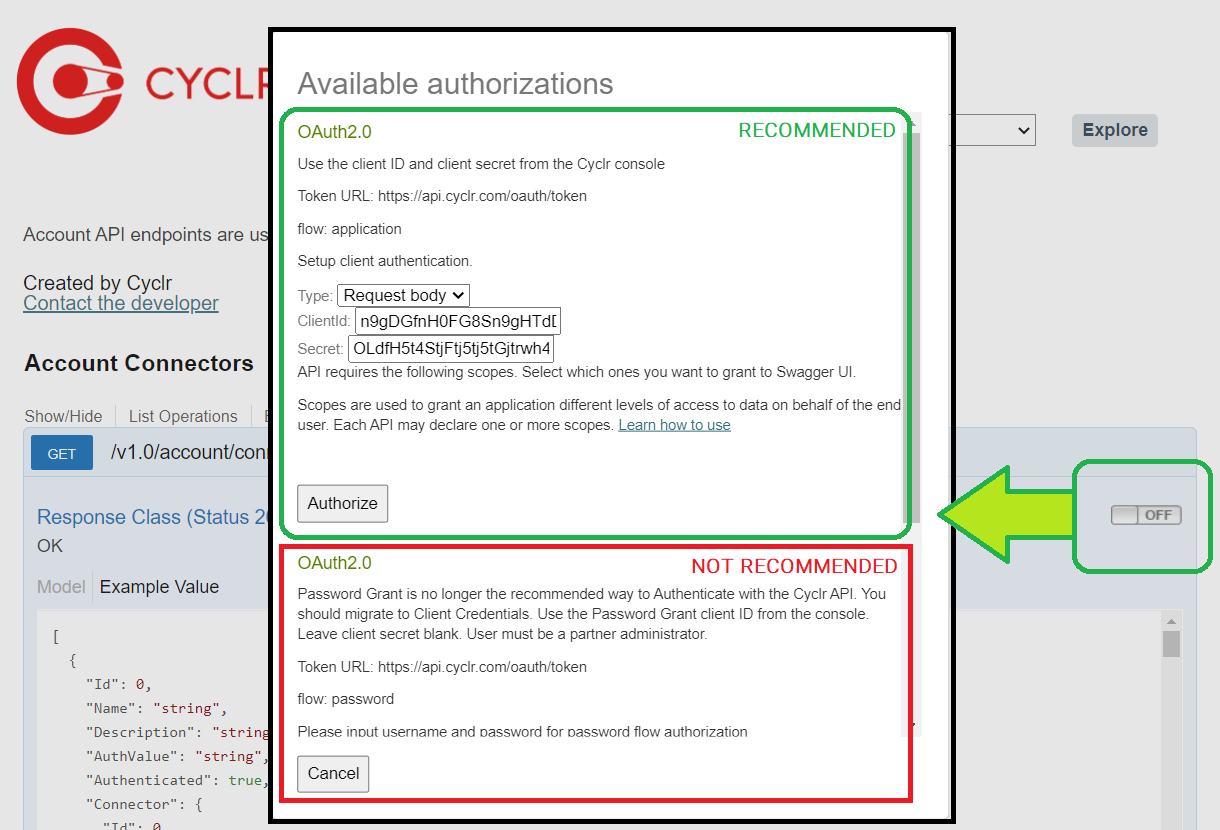 CYCLR
Explore
Account API endpoints are us
Created by Cyclr
Contact the developer
Account Connectors
Show/Hide
List Operations
GET
/v1.0/account/con
Response Class (Status 20
OK
Model
Example Value
[
{
"Id": 0,
"Name": "string",
"Description": "string
"AuthValue": "string",
"Authenticated": true,
"Connector": {
"Id": 0
OFF
Available authorizations
OAuth2.0
RECOMMENDED
Use the client ID and client secret from the Cyclr console
Token URL: https://api.cyclr.com/oauth/token
flow: application
Setup client authentication.
Type: Request body
ClientId: n9gDGfnH0FG8Sn9gHTd
Secret: OLdfH5t4StjFtj5tj5tGjtrwh4
API requires the following scopes. Select which ones you want to grant to Swagger UI.
Scopes are used to grant an application different levels of access to data on behalf of the end
user. Each API may declare one or more scopes. Learn how to use
Authorize
OAuth2.0
NOT RECOMMENDED
Password Grant is no longer the recommended way to Authenticate with the Cyclr API. You
should migrate to Client Credentials. Use the Password Grant client ID from the console.
Leave client secret blank. User must be a partner administrator.
Token URL: https://api.cyclr.com/oauth/token
flow: password
Please input username and password for password flow authorization
Cancel